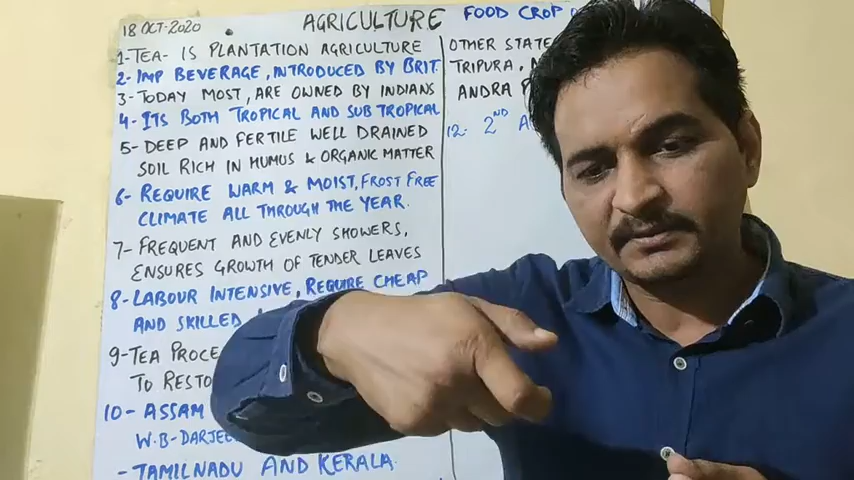 18 OCT-2020
AGRICULTURE
FOOD CROP
1-TEA- IS PLANTATION AGRICULTURE
2- IMP BEVERAGE, INTRODUCED BY BRIT.
3- TODAY MOST, ARE OWNED BY INDIANS
4- ITS BOTH TROPICAL AND SUB TROPICAL
5- DEEP AND FERTILE WELL DRAINED
SOIL RICH IN HUMUS & ORGANIC MATTER
6- REQUIRE WARM & MOIST, FROST FREE
CLIMATE ALL THROUGH THE YEAR.
7- FREQUENT AND EVENLY SHOWERS,
ENSURES GROWTH OF TENDER LEAVES
8- LABOUR INTENSIVE, REQUIRE CHEAP
AND SKILLED
9- TEA
TO
10- ASSAM
W.B-
- TAMILNADU AND KERALA
OTHER
TRIPURA,
ANDRA
12- 2ND